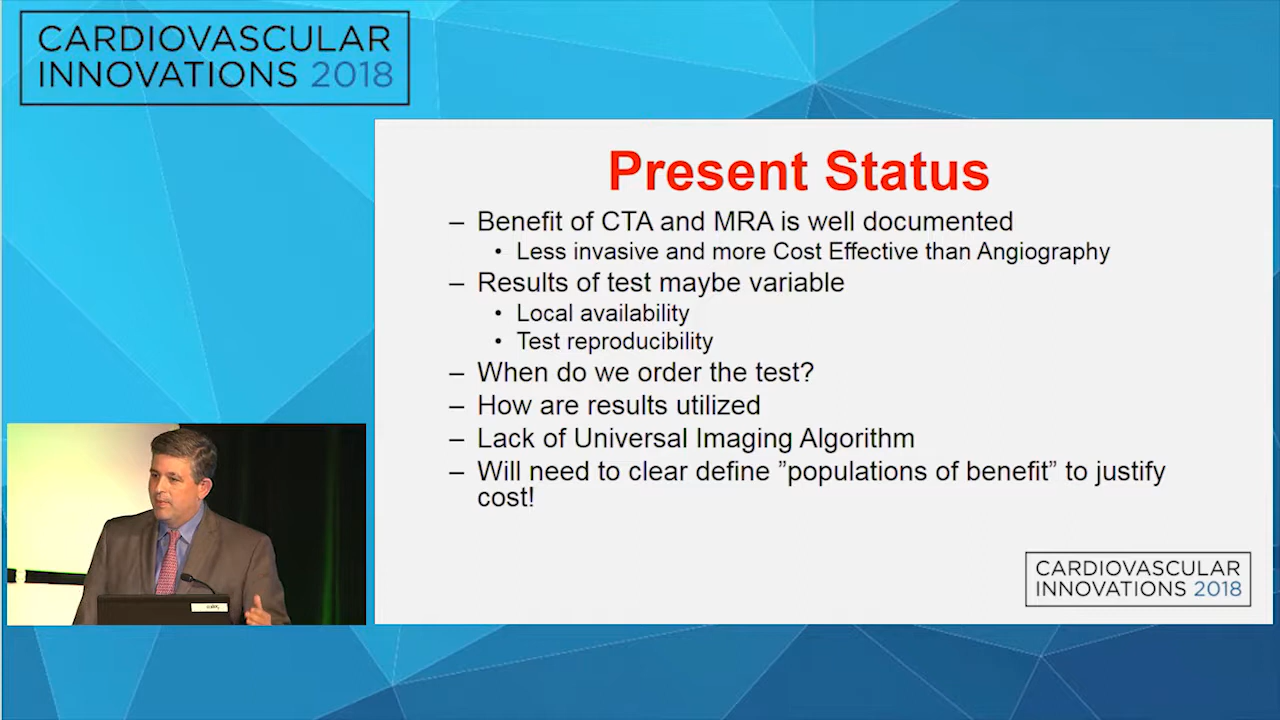 CARDIOVASCULAR
INNOVATIONS 2018
Present Status
– Benefit of CTA and MRA is well documented
• Less invasive and more Cost Effective than Angiography
– Results of test maybe variable
• Local availability
• Test reproducibility
– When do we order the test?
– How are results utilized
– Lack of Universal Imaging Algorithm
– Will need to clear define ”populations of benefit” to justify
cost!
CARDIOVASCULAR
INNOVATIONS 2018